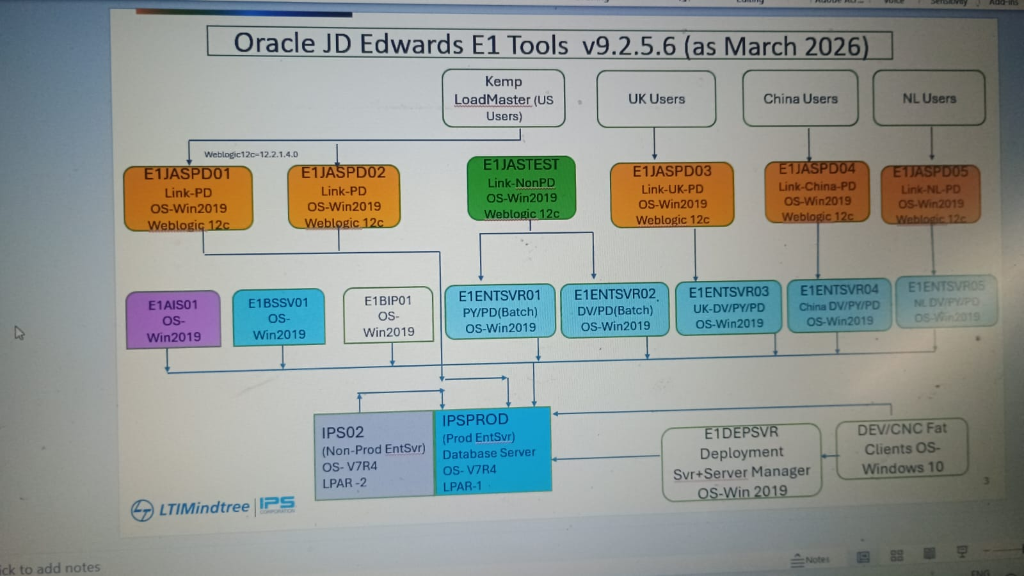 Oracle JD Edwards E1 Tools v9.2.5.6 (as March 2026)
Kemp
LoadMaster (US
Users)
UK Users
China Users
NL Users
Weblogic12c-12.2.1.4.0
E1JASPD01
Link-PD
OS-Win2019
Weblogic 12c
E1JASPD02
Link-PD
OS-Win2019
Weblogic 12c
E1JASTEST
Link-NonPD
OS-Win2019
Weblogic 12c
E1JASPD03
Link-UK-PD
OS-Win2019
Weblogic 12c
E1JASPD04
Link-China-PD
OS-Win2019
Weblogic 12c
E1JASPD05
Link-NL-PD
OS-Win2019
Weblogic 12c
E1AIS01
OS-
Win2019
E1BSSV01
OS-
Win2019
E1BIP01
OS-
Win2019
E1ENTSVR01
PY/PD(Batch)
OS-Win2019
E1ENTSVR02
DV/PD(Batch)
OS-Win2019
E1ENTSVR03
UK-DV/PY/PD
OS-Win2019
E1ENTSVR04
China DV/PY/PD
OS-Win2019
E1ENTSVR05
NL DV/PY/PD
OS-Win2019
IPS02
(Non-Prod EntSvr)
OS- V7R4
LPAR -2
IPSPROD
(Prod EntSvr)
Database Server
OS- V7R4
LPAR-1
E1DEPSVR
Deployment
Svr+Server Manager
OS-Win 2019
DEV/CNC Fat
Clients OS-
Windows 10
3
LTIMindtree
IPS
CORPORATION
ick to add notes
Notes
ENG